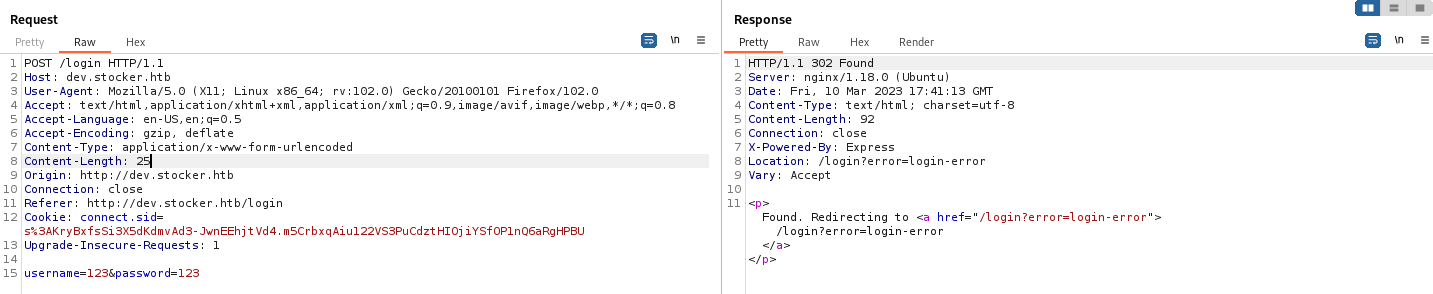 Request
Pretty Raw Hex
\n
1 POST /login HTTP/1.1
2 Host: dev.stocker.htb
3 User-Agent: Mozilla/5.0 (X11; Linux x86_64; rv:102.0) Gecko/20100101 Firefox/102.0
4 Accept: text/html,application/xhtml+xml,application/xml;q=0.9,image/avif,image/webp,*/*;q=0.8
5 Accept-Language: en-US,en;q=0.5
6 Accept-Encoding: gzip, deflate
7 Content-Type: application/x-www-form-urlencoded
8 Content-Length: 25
9 Origin: http://dev.stocker.htb
10 Connection: close
11 Referer: http://dev.stocker.htb/login
12 Cookie: connect.sid=
s%3AKryBxfsSi3X5dKdmvAd3-JwnEEhjtVd4.m5CrbxqAiu122VS3PuCdztHIOjiYSfOP1nQ6aRgHPBU
13 Upgrade-Insecure-Requests: 1
14
15 username=123&password=123
Response
Pretty Raw Hex Render
\n
1 HTTP/1.1 302 Found
2 Server: nginx/1.18.0 (Ubuntu)
3 Date: Fri, 10 Mar 2023 17:41:13 GMT
4 Content-Type: text/html; charset=utf-8
5 Content-Length: 92
6 Connection: close
7 X-Powered-By: Express
8 Location: /login?error=login-error
9 Vary: Accept
10
11 <p>
Found. Redirecting to <a href="/login?error=login-error">
/login?error=login-error
</a>
</p>